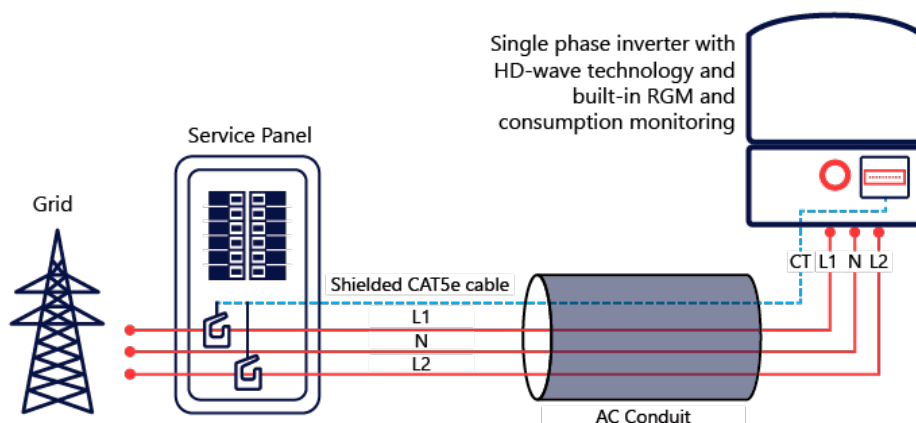 Single phase inverter with
HD-wave technology and
built-in RGM and
consumption monitoring
Service Panel
Grid
CT L1 N L2
Shielded CAT5e cable
L1
N
L2
AC Conduit